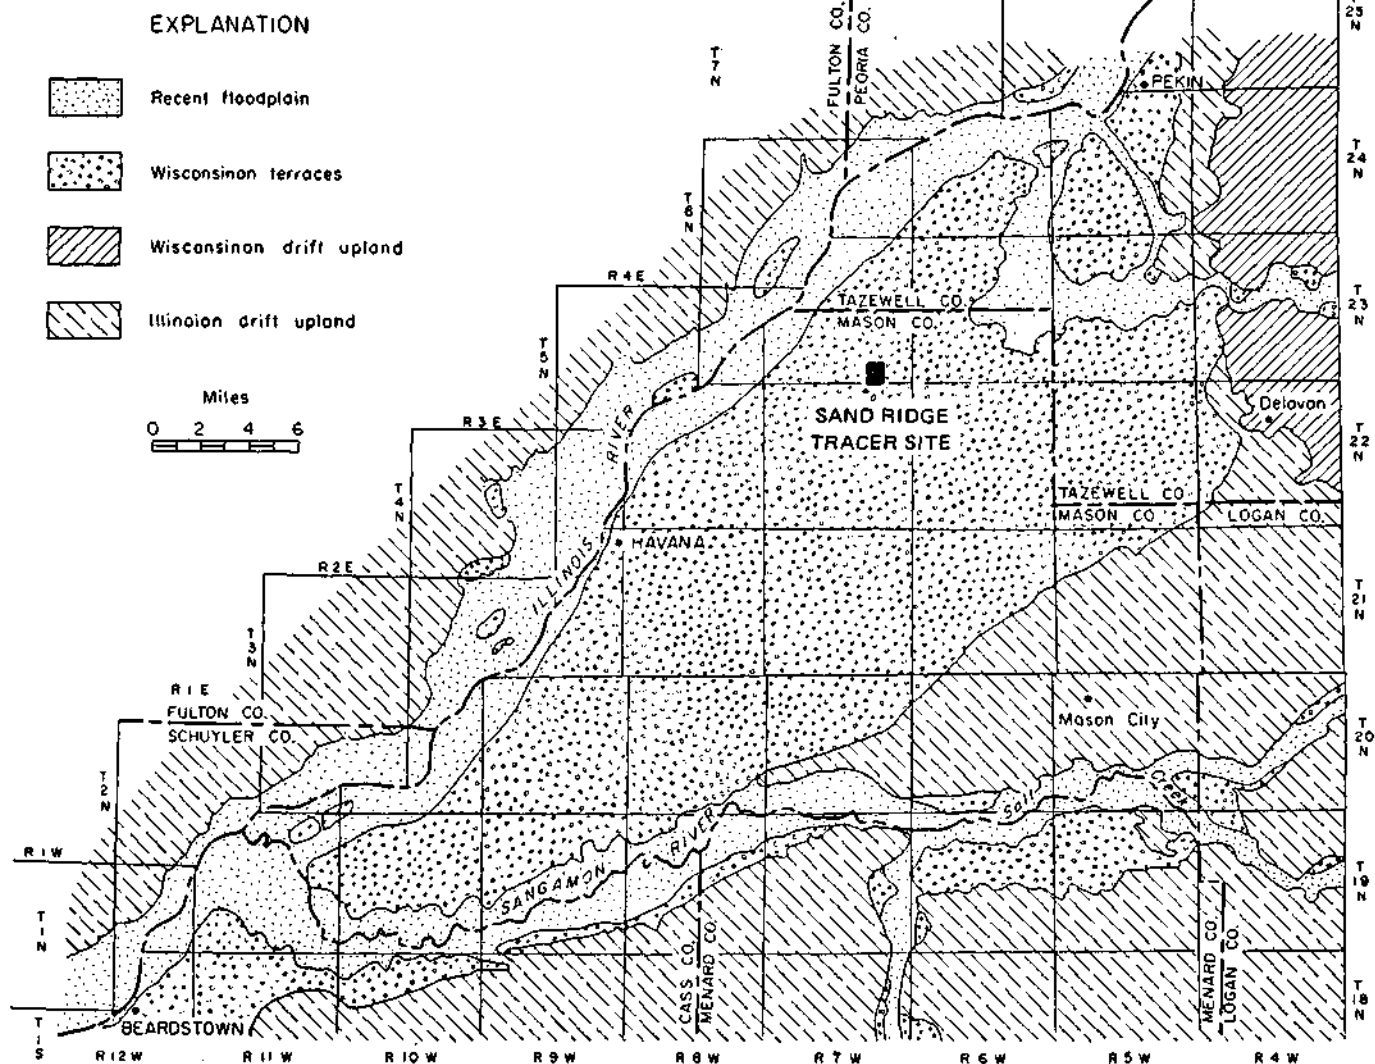 EXPLANATION
Recent floodplain
Wisconsinan terraces
Wisconsinan drift upland
Illinoian drift upland
Miles
0 2 4 6
FULTON CO.
PEORIA CO.
T
7
N
T
6
N
T
5
N
T
4
N
T
3
N
T
2
N
T
1
N
T
1
S
25
N
T
24
N
T
23
N
T
22
N
T
21
N
T
20
N
T
19
N
T
18
N
PEKIN
R 4 E
TAZEWELL CO.
MASON CO.
SAND RIDGE
TRACER SITE
Delavan
R 3 E
RIVER
ILLINOIS
TAZEWELL CO.
MASON CO.
LOGAN CO.
HAVANA
R 2 E
R 1 E
FULTON CO.
SCHUYLER CO.
Mason City
Salt
Creek
R 1 W
SANGAMON
RIVER
CASS CO.
MENARD CO.
MENARD CO.
LOGAN CO.
BEARDSTOWN
R 12 W R 11 W R 10 W R 9 W R 8 W R 7 W R 6 W R 5 W R 4 W